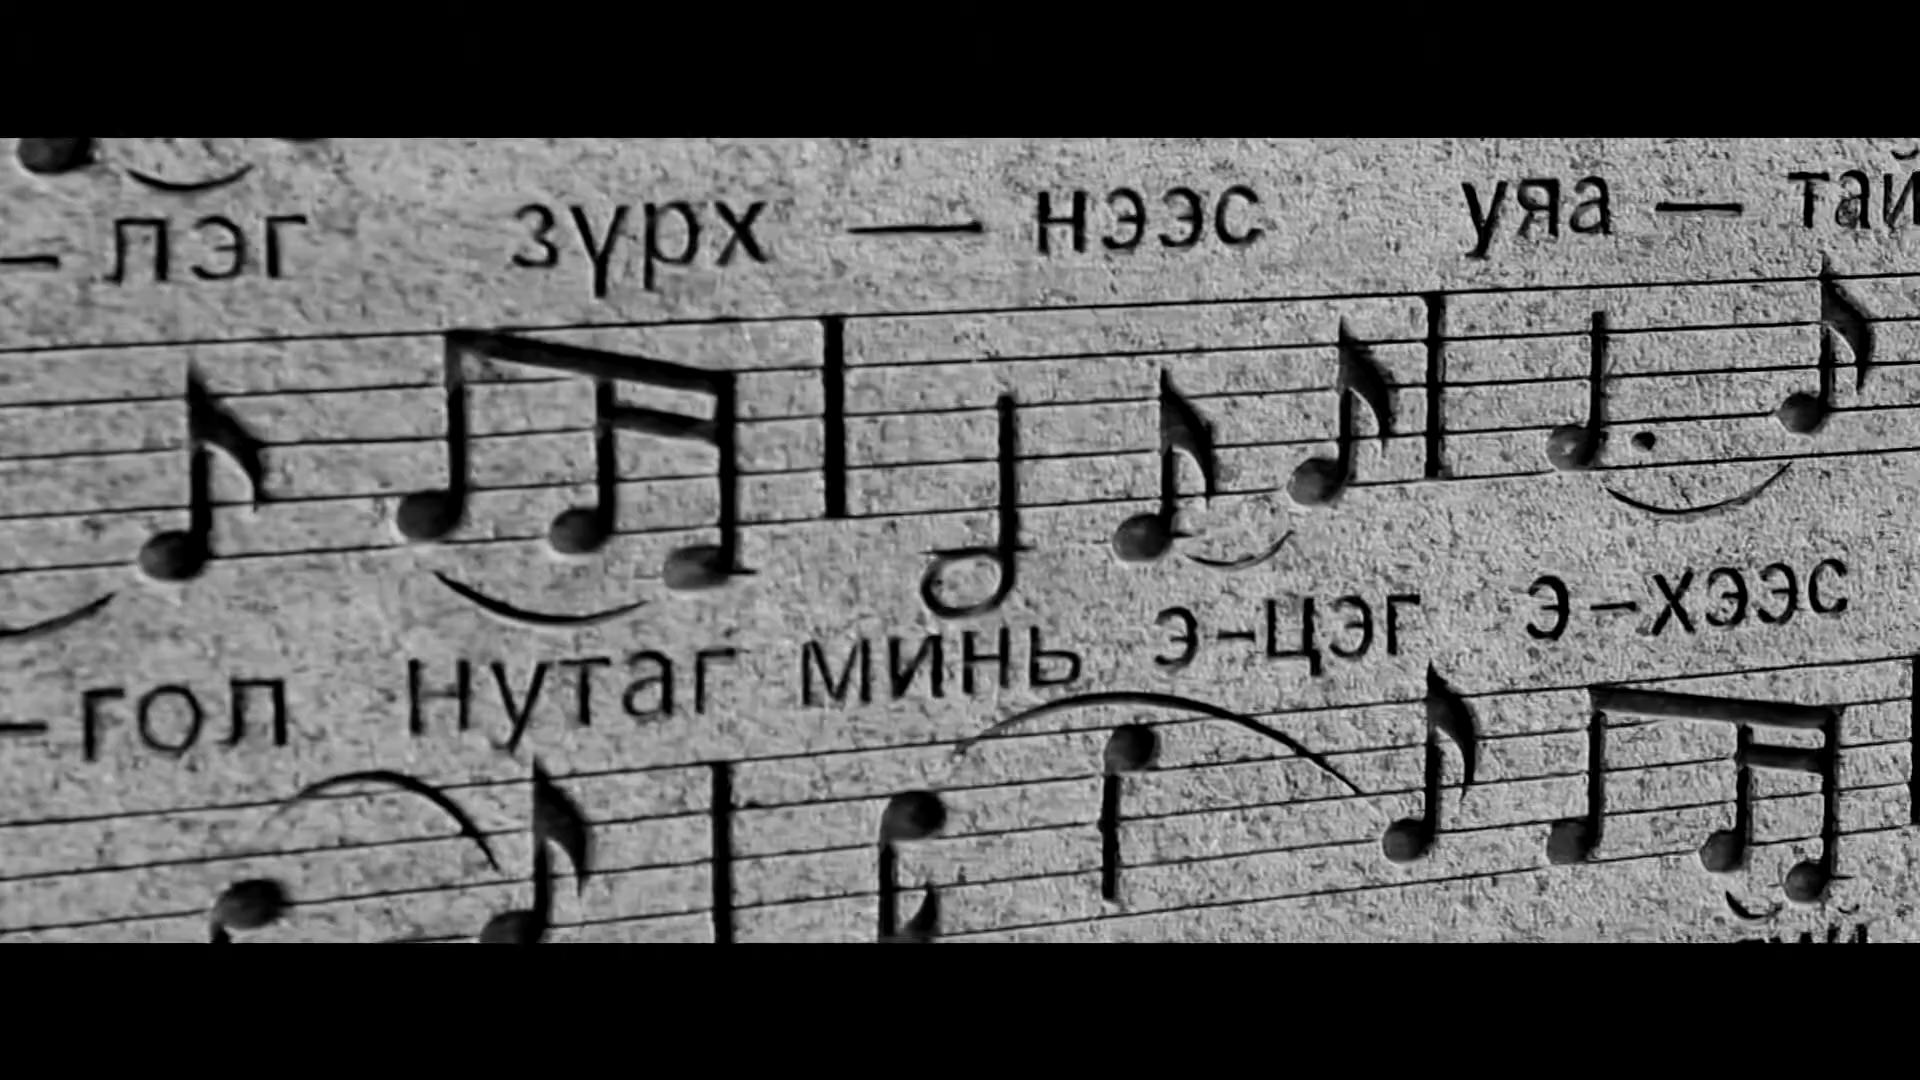 – лэг зүрх — нээс уяа — тай
– гол нутаг минь э–цэг э–хээс